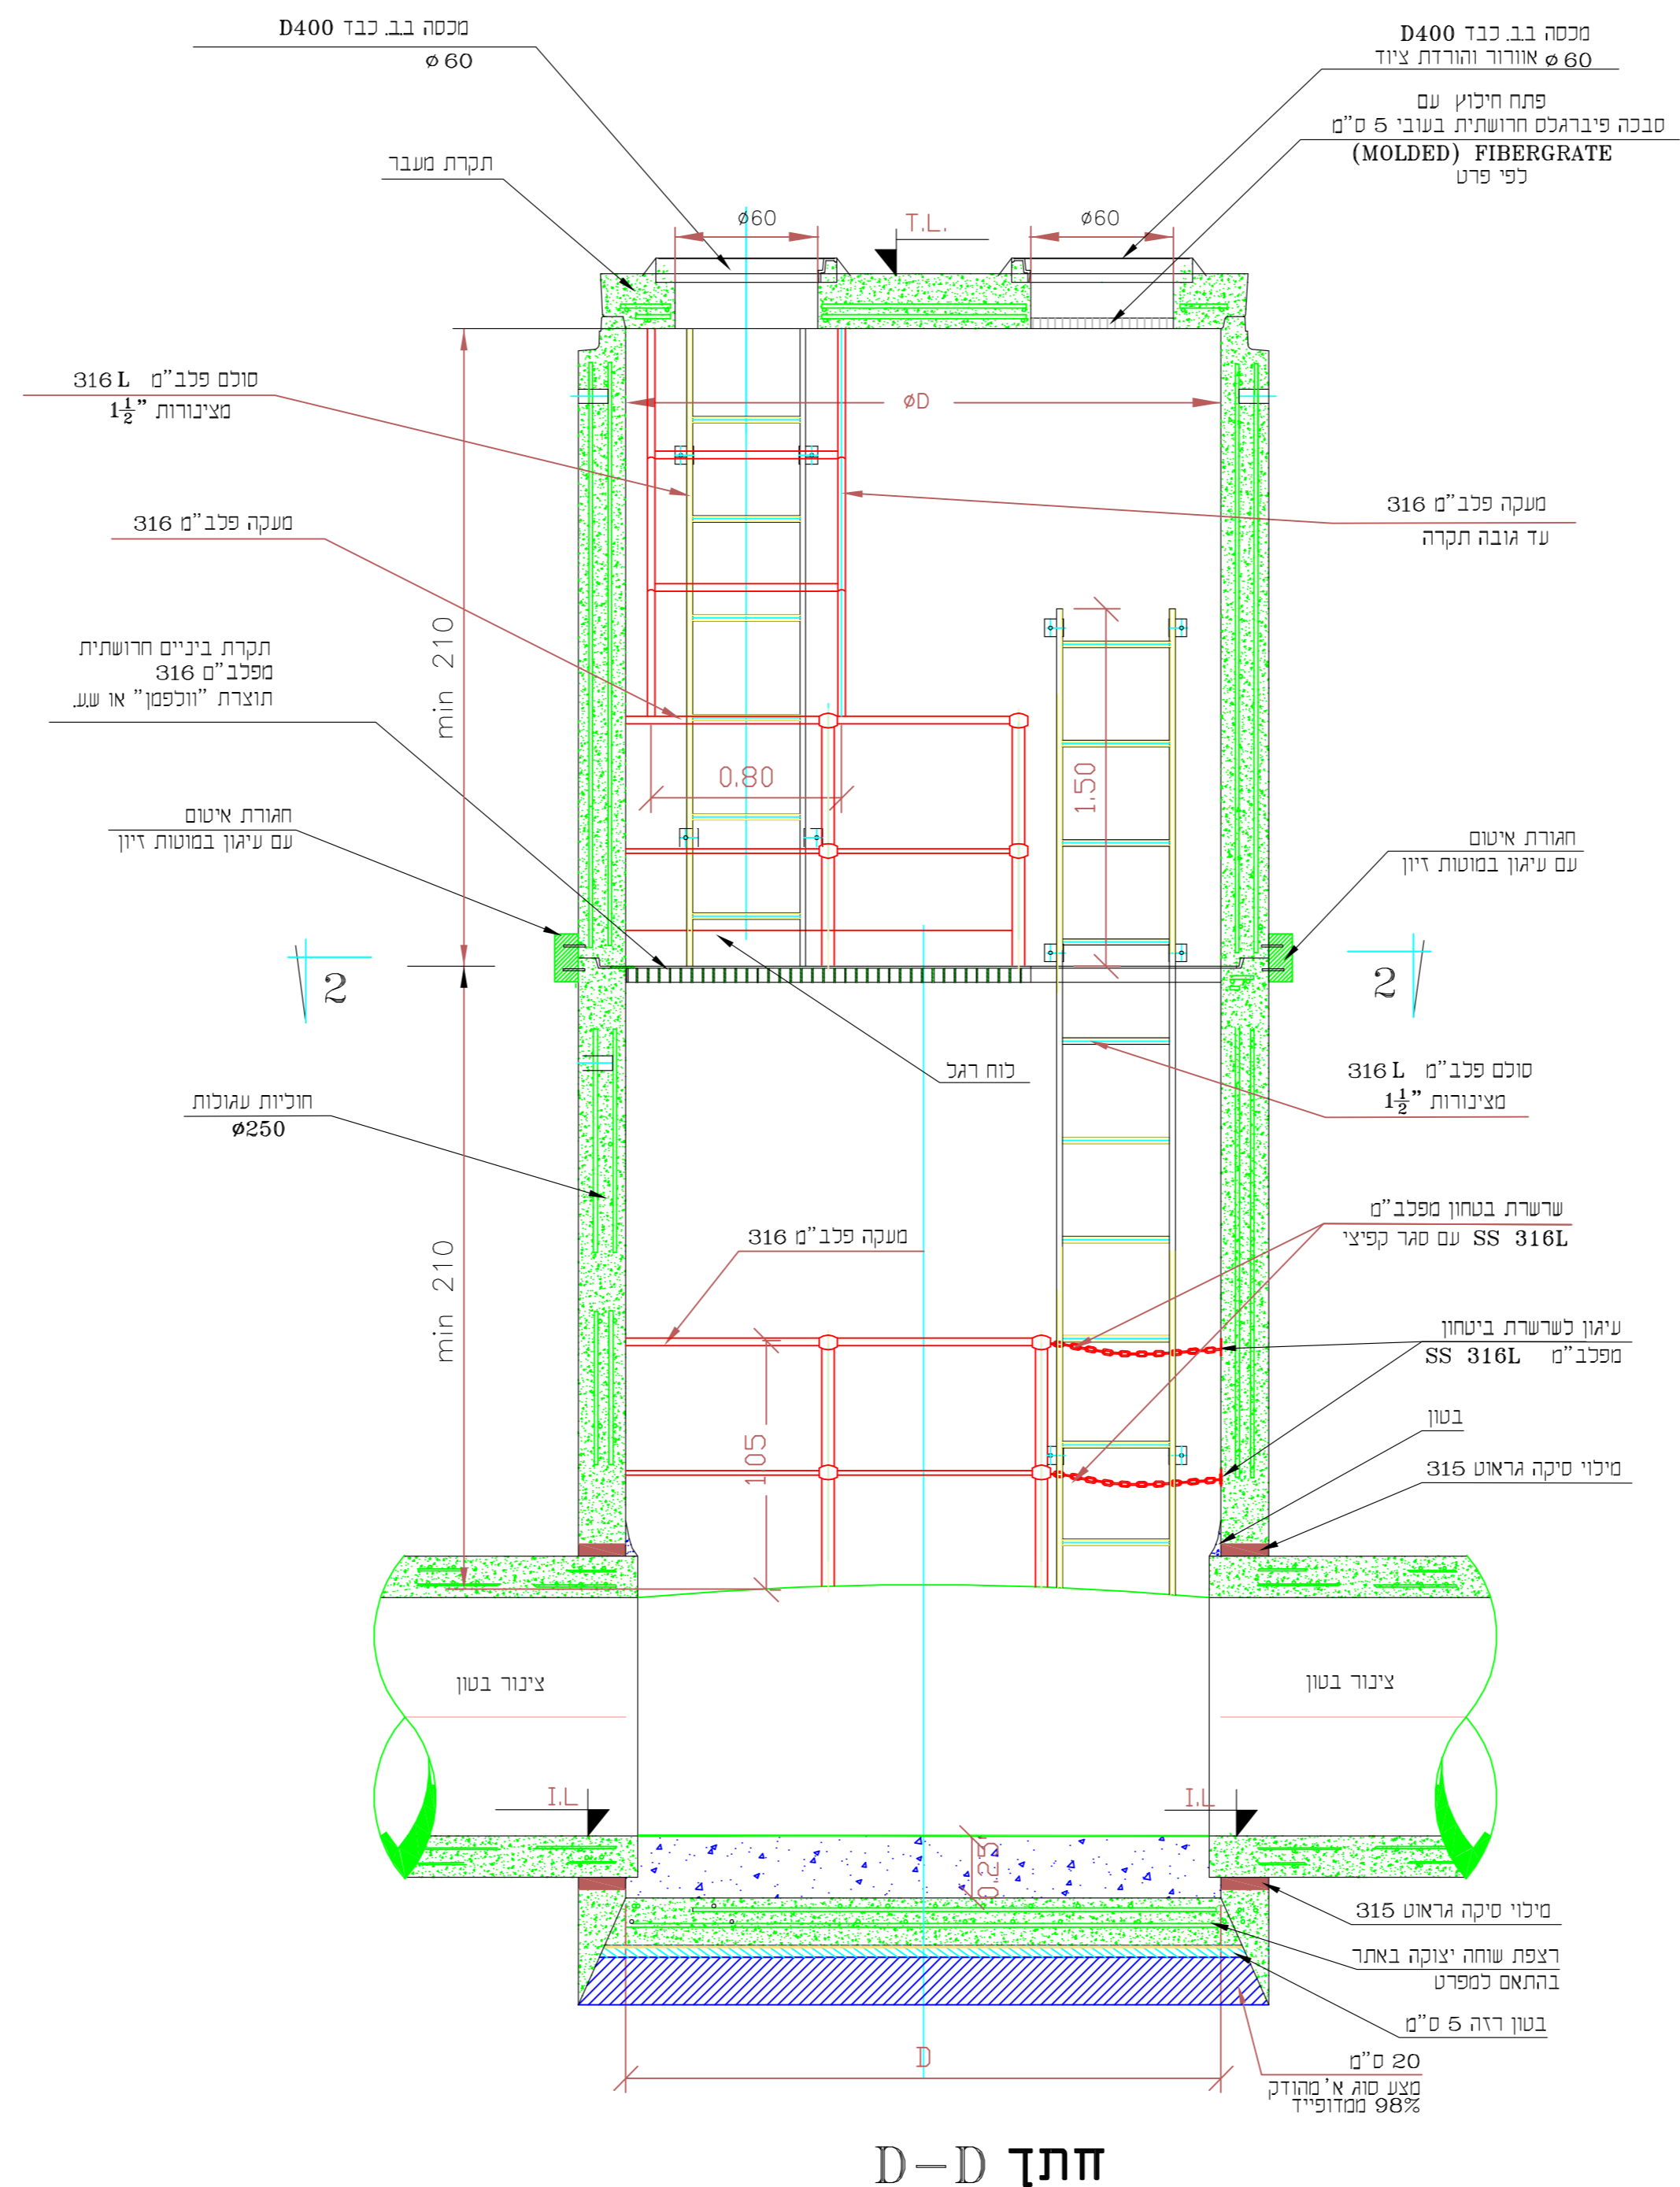 מכסה ב.ב. כבד D400
ø 60
מכסה ב.ב. כבד D400
ø 60 אוורור והורדת ציוד
פתח חילוץ עם
סבכה פיברגלס חרושתית בעובי 5 ס"מ
(MOLDED) FIBERGRATE
לפי פרט
תקרת מעבר
ø60
T.L.
ø60
סולם פלב"מ 316 L
מצינורות "1½
øD
מעקה פלב"מ 316
מעקה פלב"מ 316
עד גובה תקרה
min 210
תקרת ביניים חרושתית
מפלב"ם 316
תוצרת "וולפמן" או ש.ע.
0.80
1.50
חגורת איטום
עם עיגון במוטות זיון
חגורת איטום
עם עיגון במוטות זיון
2
2
לוח רגל
סולם פלב"מ 316 L
מצינורות "1½
חוליות עגולות
ø250
min 210
מעקה פלב"מ 316
שרשרת בטחון מפלב"מ
SS 316L עם סגר קפיצי
עיגון לשרשרת ביטחון
מפלב"מ SS 316L
1.05
בטון
מילוי סיקה גראוט 315
צינור בטון
צינור בטון
I.L
I.L
0.25
מילוי סיקה גראוט 315
רצפת שוחה יצוקה באתר
בהתאם למפרט
בטון רזה 5 ס"מ
D
20 ס"מ
מצע סוג א' מהודק
98% ממדופייד
חתך D-D